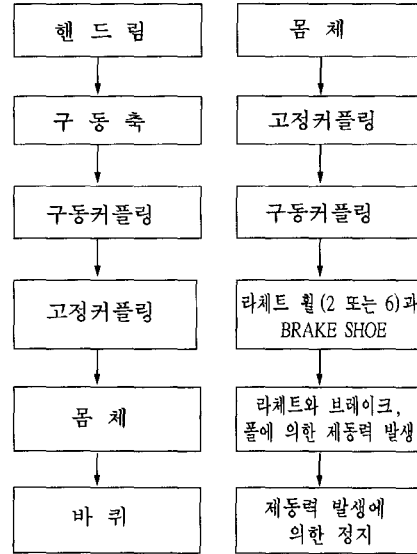 핸 드 림
구 동 축
구동커플링
고정커플링
몸 체
바 퀴
몸 체
고정커플링
구동커플링
라체트 휠(2 또는 6)과
BRAKE SHOE
라체트와 브레이크,
폴에 의한 제동력 발생
제동력 발생에
의한 정지